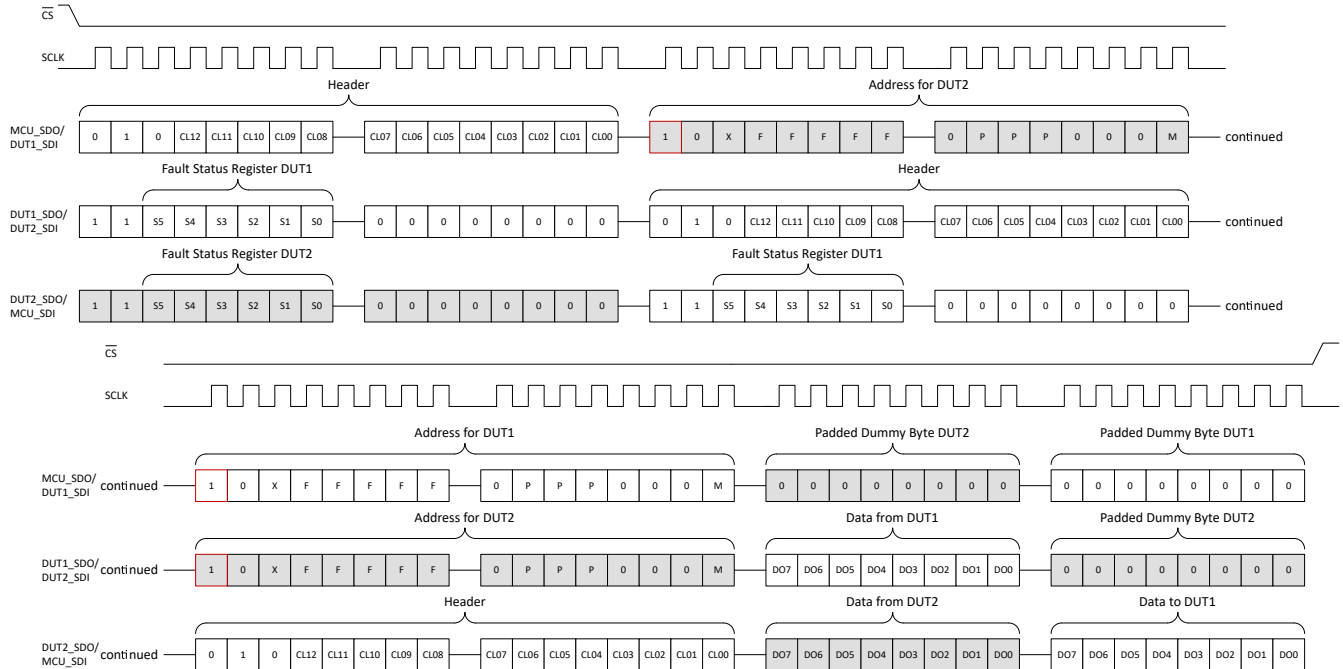 CS
SCLK
Header Address for DUT2
MCU_SDO/ DUT1_SDI 0 1 0 CL12 CL11 CL10 CL09 CL08 CL07 CL06 CL05 CL04 CL03 CL02 CL01 CL00 1 0 X F F F F F 0 P P P 0 0 0 M continued
Fault Status Register DUT1 Header
DUT1_SDO/ DUT2_SDI 1 1 S5 S4 S3 S2 S1 S0 0 0 0 0 0 0 0 0 0 1 0 CL12 CL11 CL10 CL09 CL08 CL07 CL06 CL05 CL04 CL03 CL02 CL01 CL00 continued
Fault Status Register DUT2 Fault Status Register DUT1
DUT2_SDO/ MCU_SDI 1 1 S5 S4 S3 S2 S1 S0 0 0 0 0 0 0 0 0 1 1 S5 S4 S3 S2 S1 S0 0 0 0 0 0 0 0 0 continued
CS
SCLK
Address for DUT1 Padded Dummy Byte DUT2 Padded Dummy Byte DUT1
MCU_SDO/ DUT1_SDI continued 1 0 X F F F F F 0 P P P 0 0 0 M 0 0 0 0 0 0 0 0 0 0 0 0 0 0 0 0
Address for DUT2 Data from DUT1 Padded Dummy Byte DUT2
DUT1_SDO/ DUT2_SDI continued 1 0 X F F F F F 0 P P P 0 0 0 M DO7 DO6 DO5 DO4 DO3 DO2 DO1 DO0 0 0 0 0 0 0 0 0
Header Data from DUT2 Data to DUT1
DUT2_SDO/ MCU_SDI continued 0 1 0 CL12 CL11 CL10 CL09 CL08 CL07 CL06 CL05 CL04 CL03 CL02 CL01 CL00 DO7 DO6 DO5 DO4 DO3 DO2 DO1 DO0 DO7 DO6 DO5 DO4 DO3 DO2 DO1 DO0